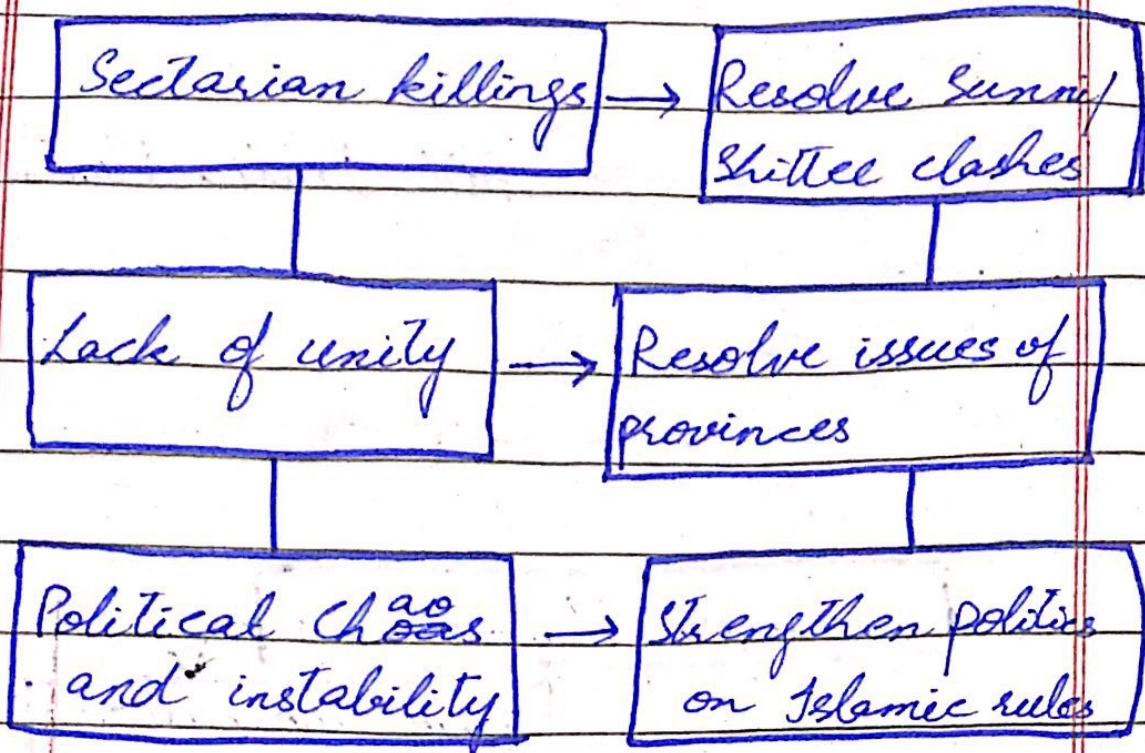 Sectarian killings → Resolve Sunni/
Shittee clashes
Lack of unity → Resolve issues of
provinces
Political Chaos → Strengthen politics
and instability on Islamic rules